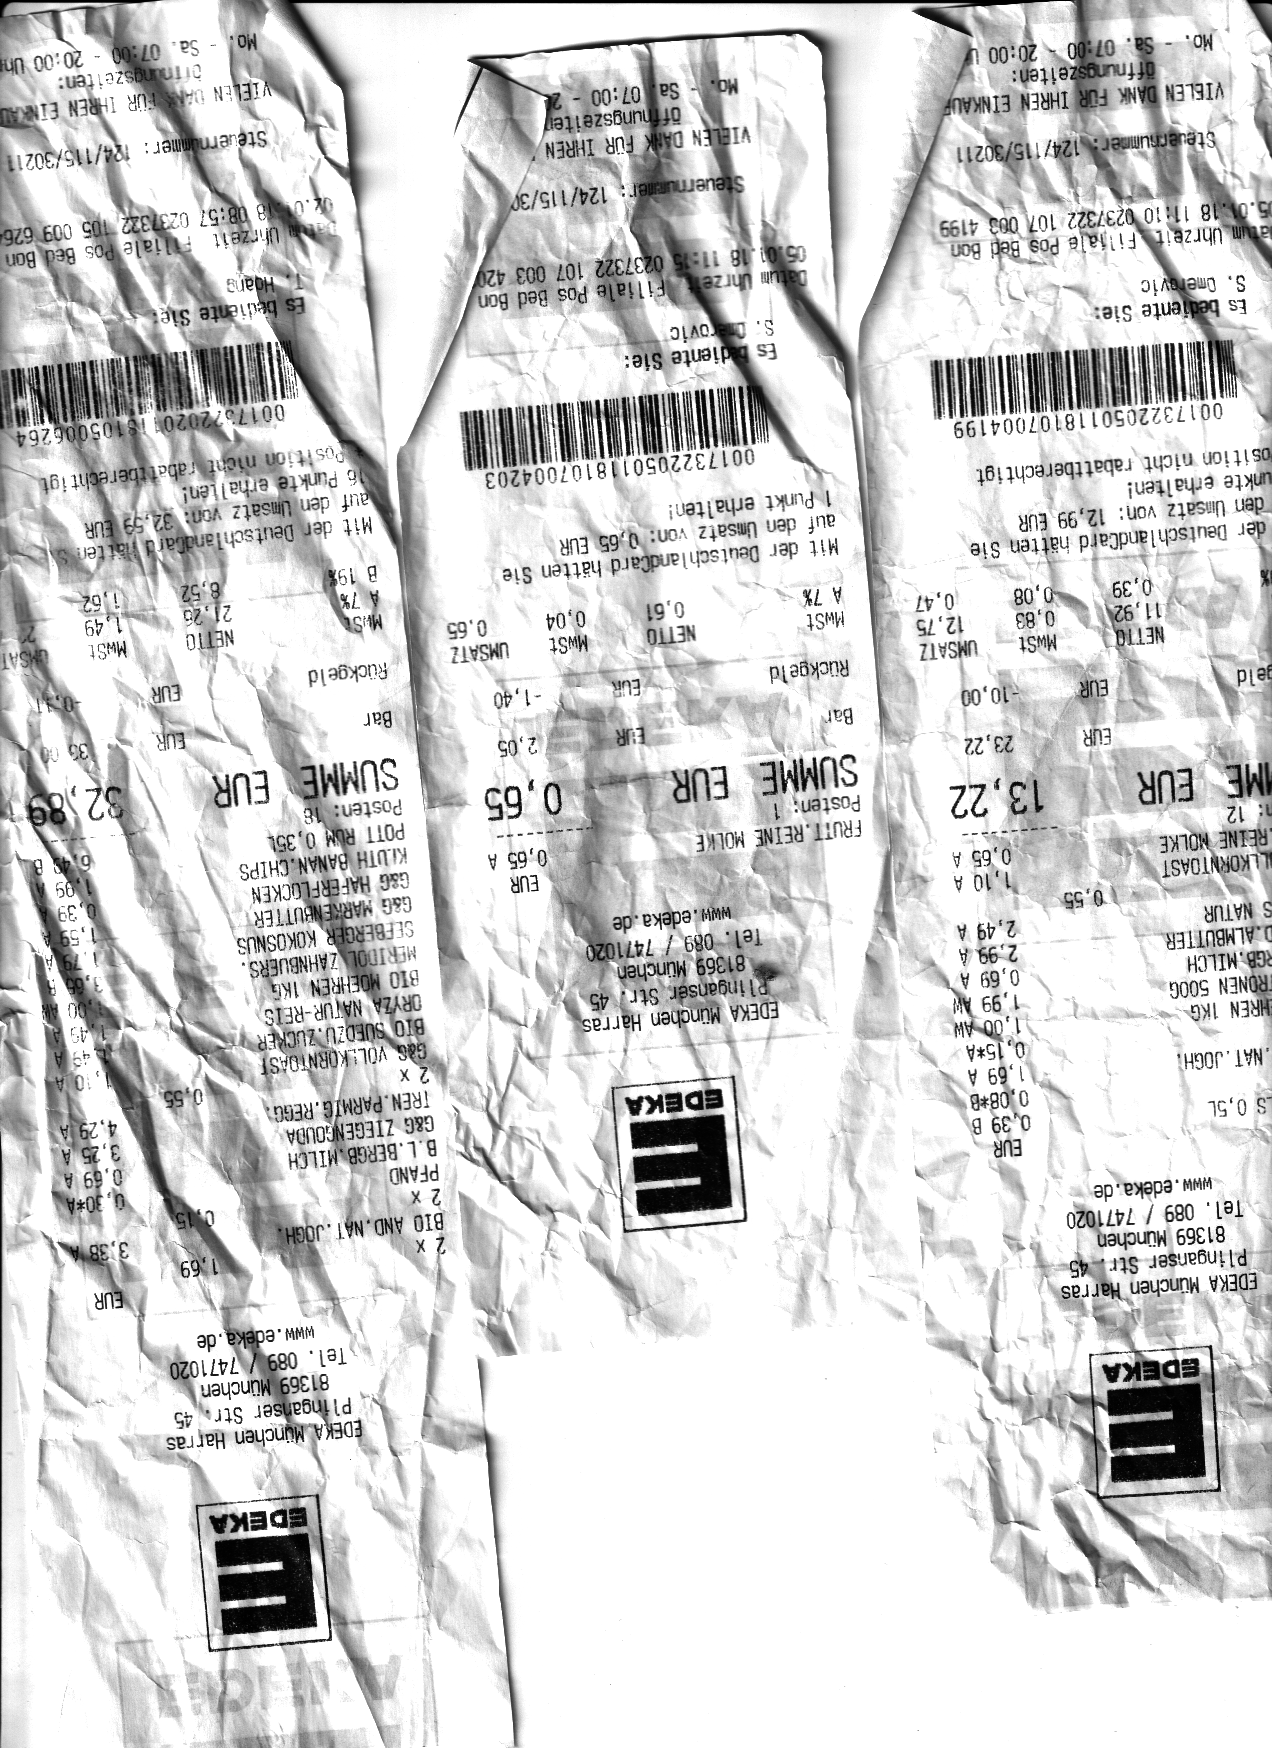 EDEKA
EDEKA München Harras
Plinganser Str. 45
81369 München
Tel. 089 / 7471020
www.edeka.de
EUR
S 0,5L 0,39 B
0,08*B
.NAT.JOGH. 1,69 A
0,15*A
HREN 1KG 1,00 AW
TRONEN 500G 1,99 AW
RGB.MILCH 0,69 A
D.ALMBUTTER 2,99 A
S NATUR 2,49 A
0,55
LLKORNTOAST 1,10 A
.REINE MOLKE 0,65 A
: 12
MME EUR 13,22
EUR 23,22
geld EUR -10,00
NETTO MwSt UMSATZ
11,92 0,83 12,75
% 0,39 0,08 0,47
der DeutschlandCard hätten Sie
den Umsatz von: 12,99 EUR
unkte erhalten!
osition nicht rabattberechtigt
0017322050118107004199
Es bediente Sie:
S. Omerovic
atum Uhrzeit Filiale Pos Bed Bon
05.01.18 11:10 0237322 107 003 4199
Steuernummer: 124/115/30211
VIELEN DANK FÜR IHREN EINKAUF
Öffnungszeiten:
Mo. - Sa. 07:00 - 20:00 U
EDEKA
EDEKA München Harras
Plinganser Str. 45
81369 München
Tel. 089 / 7471020
www.edeka.de
EUR
FRUTT.REINE MOLKE 0,65 A
Posten: 1
SUMME EUR 0,65
Bar EUR 2,05
Rückgeld EUR -1,40
MwSt NETTO MwSt UMSATZ
A 7% 0,61 0,04 0,65
Mit der DeutschlandCard hätten Sie
auf den Umsatz von: 0,65 EUR
1 Punkt erhalten!
0017322050118107004203
Es bediente Sie:
S. Omerovic
Datum Uhrzeit Filiale Pos Bed Bon
05.01.18 11:15 0237322 107 003 420
Steuernummer: 124/115/30
VIELEN DANK FÜR IHREN
Öffnungszeiten
Mo. - Sa. 07:00 - 2
EDEKA
EDEKA München Harras
Plinganser Str. 45
81369 München
Tel. 089 / 7471020
www.edeka.de
EUR
2 x 1,69
BIO AND.NAT.JOGH. 3,38 A
2 x 0,15
PFAND 0,30*A
B.L.BERGB.MILCH 0,69 A
G&G ZIEGENGOUDA 3,25 A
TREN.PARMIG.REGG. 4,29 A
2 x 0,55
G&G VOLLKORNTOAST 1,10 A
BIO SUEDZU.ZUCKER 1,49 A
ORYZA NATUR-REIS 1,49 A
BIO MOEHREN 1KG 1,00 AW
MERIDOL ZAHNBUERS. 3,65 B
SEEBERGER KOKOSNUS 1,79 A
G&G MARKENBUTTER 1,59 A
G&G HAFERFLOCKEN 0,39 A
KLUTH BANAN.CHIPS 1,99 A
POTT RUM 0,35L 6,49 B
Posten: 16
SUMME EUR 32,89
Bar EUR 33,00
Rückgeld EUR -0,11
MwSt NETTO MwSt UMSAT
A 7% 21,26 1,49
B 19% 8,52 1,62
Mit der DeutschlandCard hätten S
auf den Umsatz von: 32,59 EUR
16 Punkte erhalten!
Position nicht rabattberechtigt
0017322020118105006264
Es bediente Sie:
T. Hoang
Datum Uhrzeit Filiale Pos Bed Bon
02.01.18 08:57 0237322 105 009 6264
Steuernummer: 124/115/30211
VIELEN DANK FÜR IHREN EINKAU
Öffnungszeiten:
Mo. - Sa. 07:00 - 20:00 Uhr